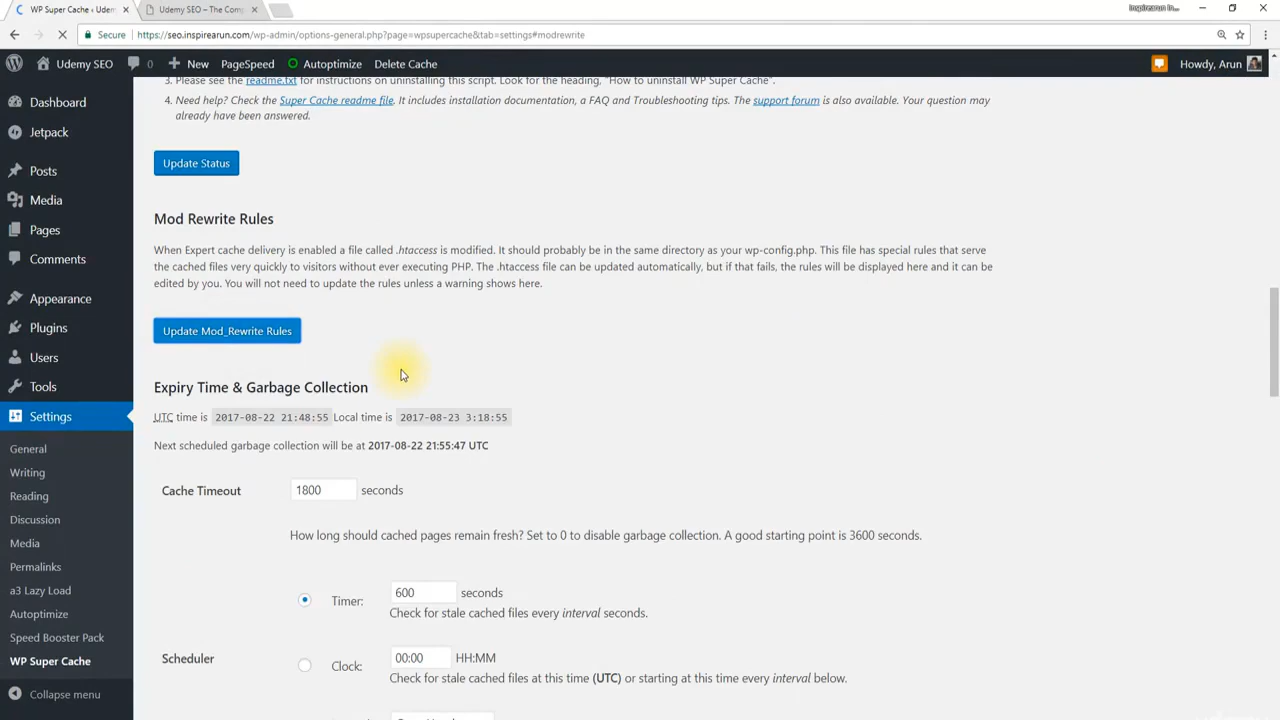 WP Super Cache ‹ Udem
Udemy SEO – The Comp
inspirearun In...
Secure
https://seo.inspirearun.com/wp-admin/options-general.php?page=wpsupercache&tab=settings#modrewrite
Udemy SEO
0
New
PageSpeed
Autoptimize
Delete Cache
Howdy, Arun
Dashboard
Jetpack
Posts
Media
Pages
Comments
Appearance
Plugins
Users
Tools
Settings
General
Writing
Reading
Discussion
Media
Permalinks
a3 Lazy Load
Autoptimize
Speed Booster Pack
WP Super Cache
Collapse menu
3. Please see the readme.txt for instructions on uninstalling this script. Look for the heading, "How to uninstall WP Super Cache".
4. Need help? Check the Super Cache readme file. It includes installation documentation, a FAQ and Troubleshooting tips. The support forum is also available. Your question may
already have been answered.
Update Status
Mod Rewrite Rules
When Expert cache delivery is enabled a file called .htaccess is modified. It should probably be in the same directory as your wp-config.php. This file has special rules that serve
the cached files very quickly to visitors without ever executing PHP. The .htaccess file can be updated automatically, but if that fails, the rules will be displayed here and it can be
edited by you. You will not need to update the rules unless a warning shows here.
Update Mod_Rewrite Rules
Expiry Time & Garbage Collection
UTC time is 2017-08-22 21:48:55 Local time is 2017-08-23 3:18:55
Next scheduled garbage collection will be at 2017-08-22 21:55:47 UTC
Cache Timeout
1800 seconds
How long should cached pages remain fresh? Set to 0 to disable garbage collection. A good starting point is 3600 seconds.
Timer:
600 seconds
Check for stale cached files every interval seconds.
Scheduler
Clock:
00:00 HH:MM
Check for stale cached files at this time (UTC) or starting at this time every interval below.